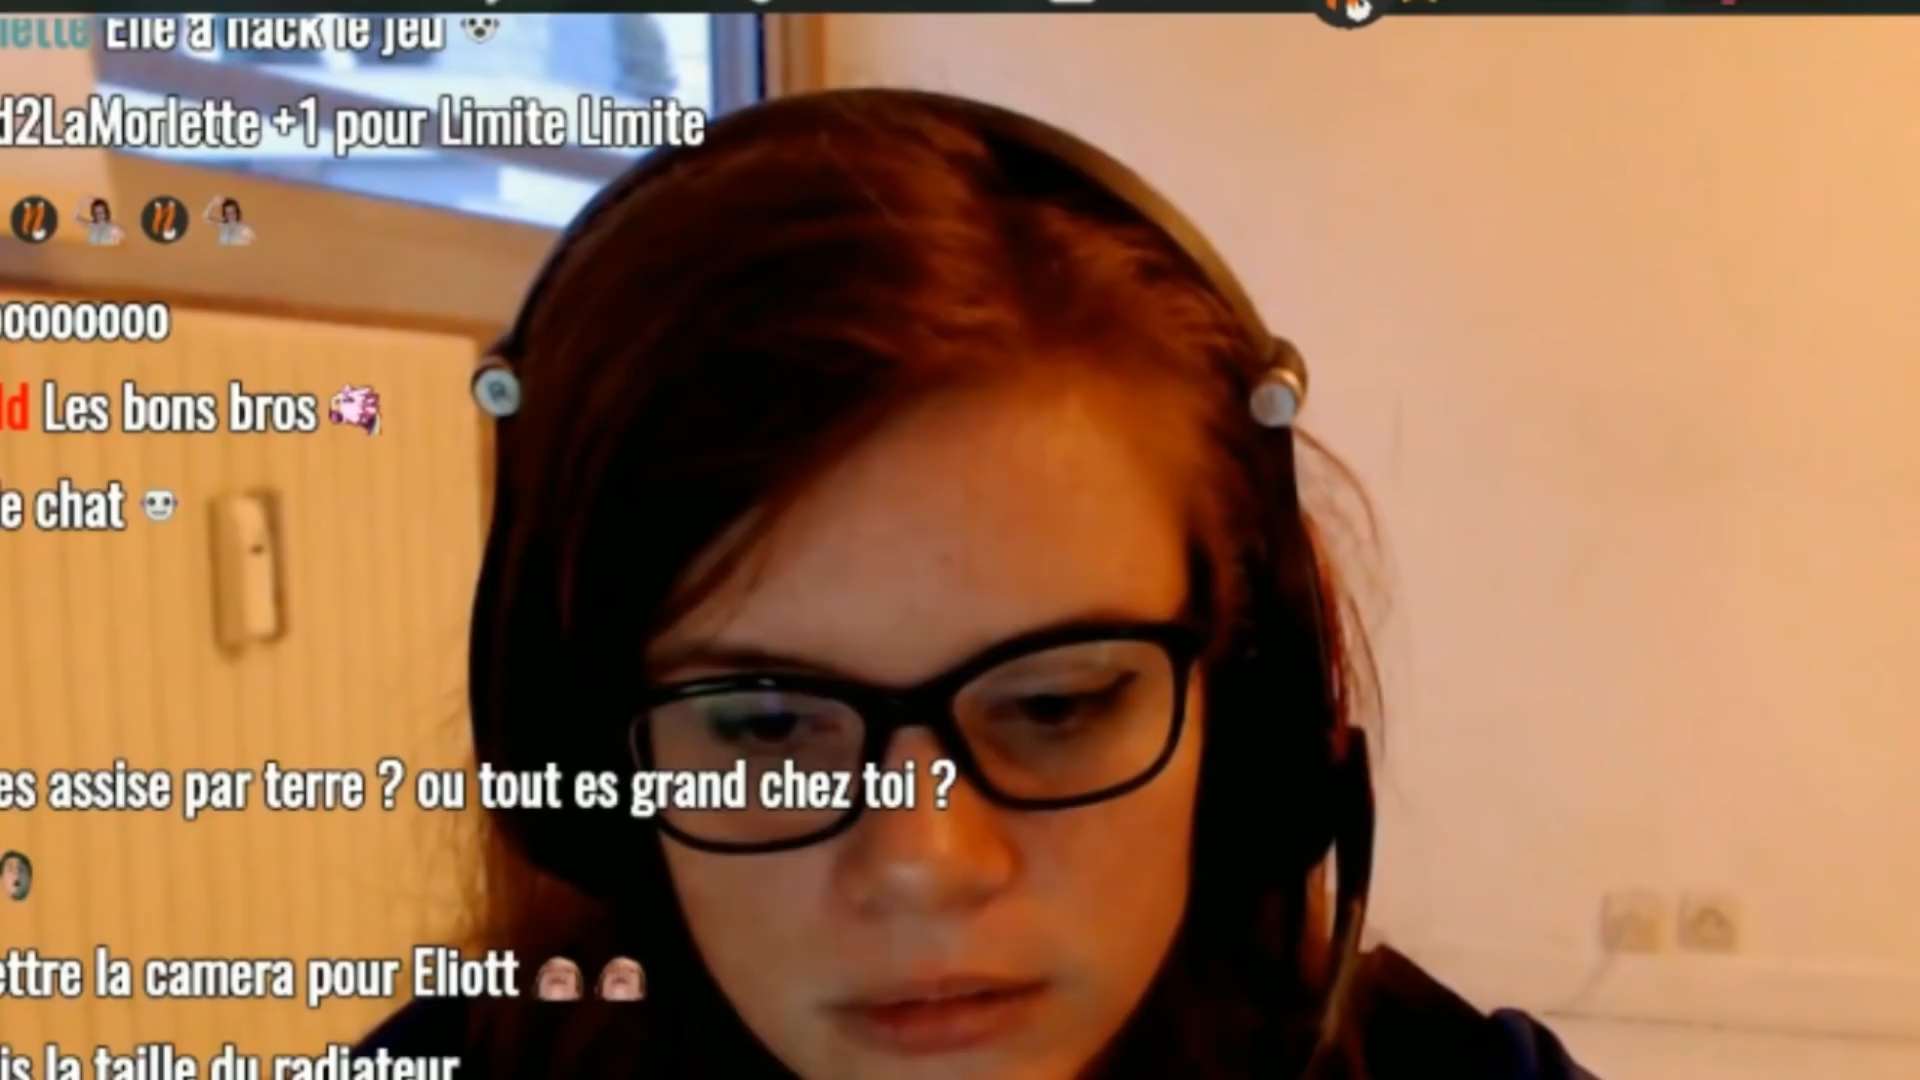 Elle a hack le jeu
d2LaMorlette +1 pour Limite Limite
Les bons bros
e chat
es assise par terre ? ou tout es grand chez toi ?
ettre la camera pour Eliott
is la taille du radiateur